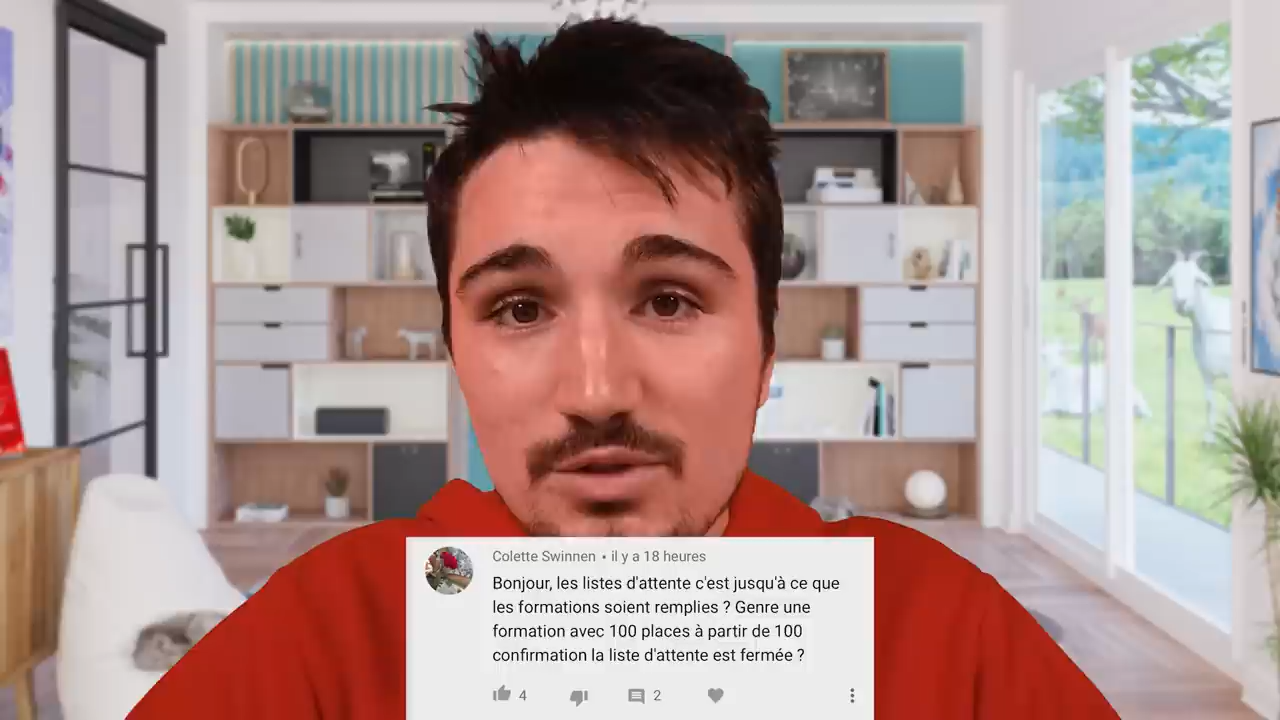 Colette Swinnen • il y a 18 heures
Bonjour, les listes d'attente c'est jusqu'à ce que
les formations soient remplies ? Genre une
formation avec 100 places à partir de 100
confirmation la liste d'attente est fermée ?
4
2